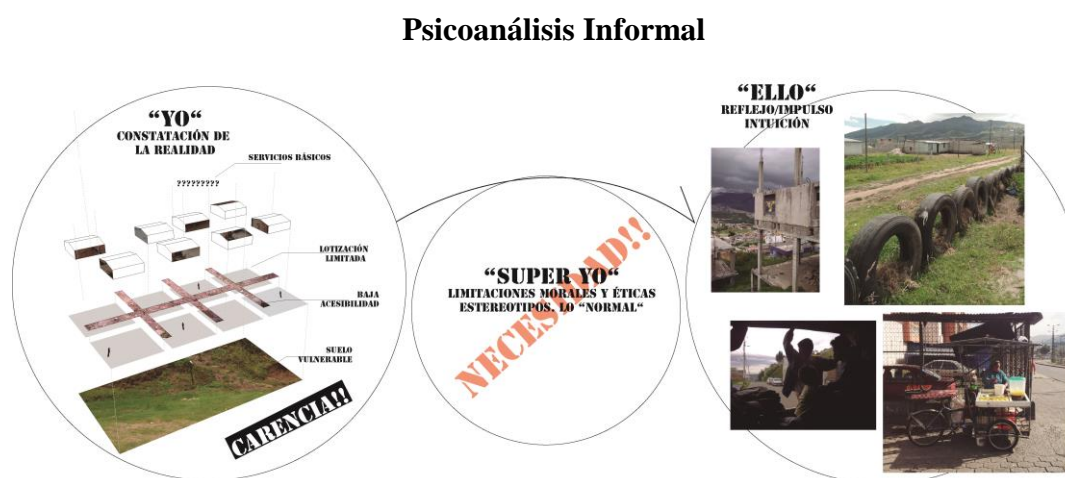 Psicoanálisis Informal
“YO“
CONSTATACIÓN DE
LA REALIDAD
SERVICIOS BÁSICOS
?????????
LOTIZACIÓN
LIMITADA
BAJA
ACESIBILIDAD
SUELO
VULNERABLE
CARENCIA!!
“SUPER YO“
LIMITACIONES MORALES Y ÉTICAS
ESTEREOTIPOS. LO “NORMAL“
NECESIDAD!!
“ELLO“
REFLEJO/IMPULSO
INTUICIÓN